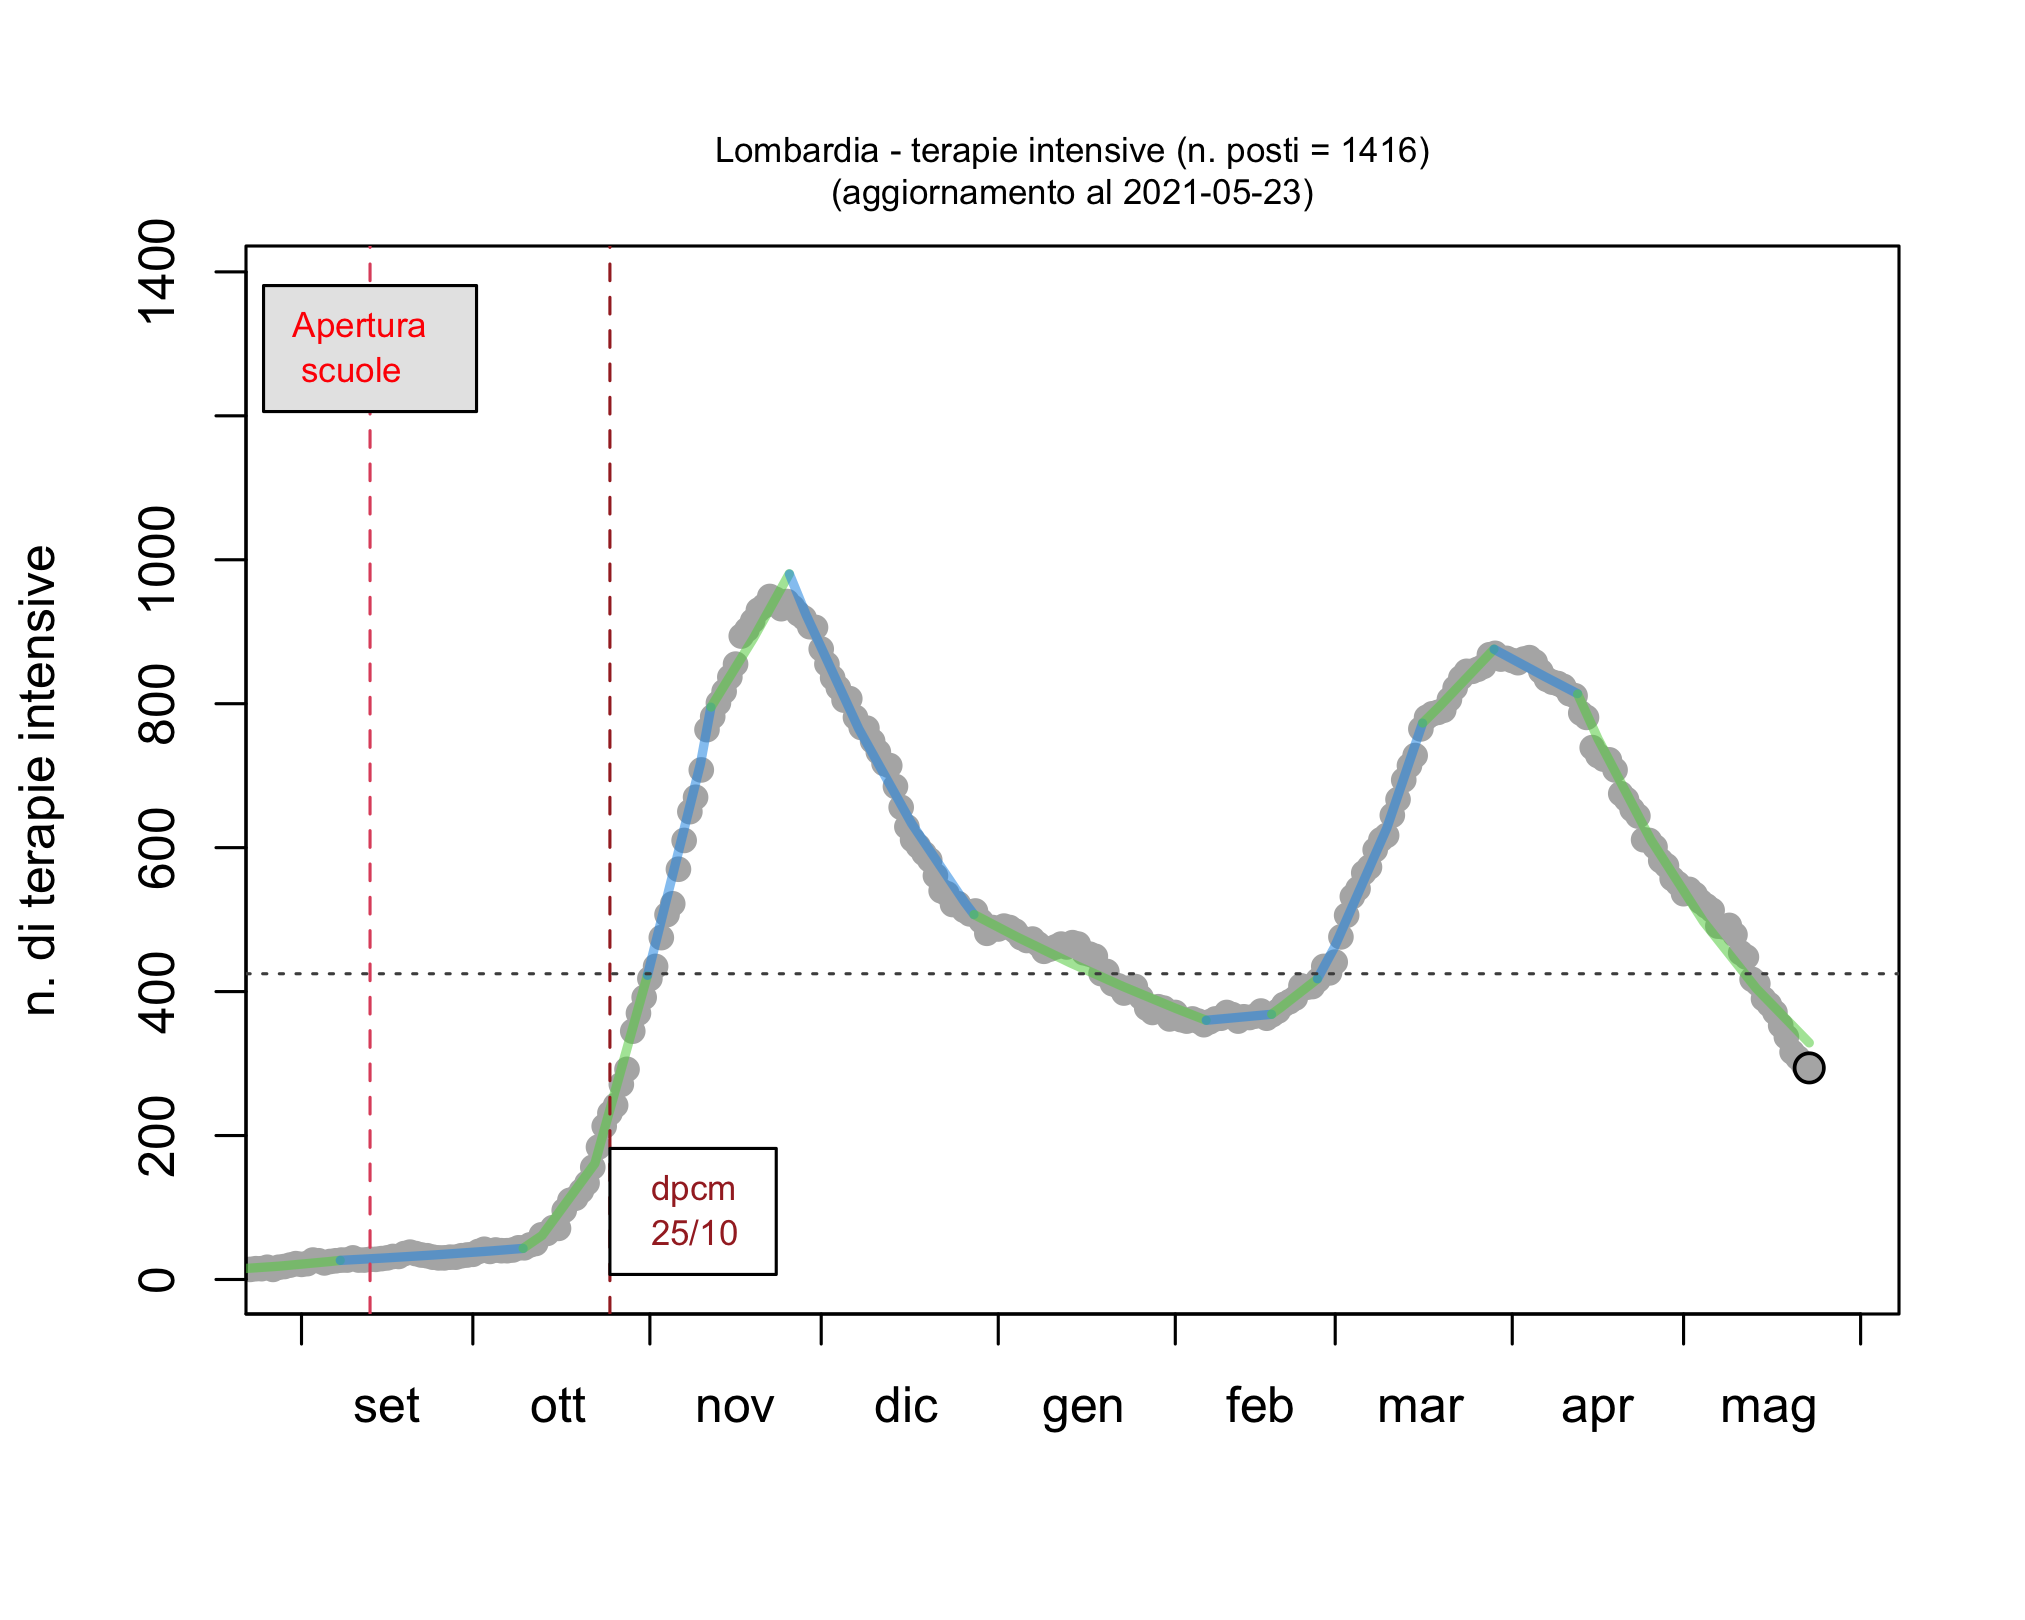 Lombardia - terapie intensive (n. posti = 1416)
(aggiornamento al 2021-05-23)
n. di terapie intensive
1400
1000
800
600
400
200
0
Apertura
scuole
dpcm
25/10
set ott nov dic gen feb mar apr mag